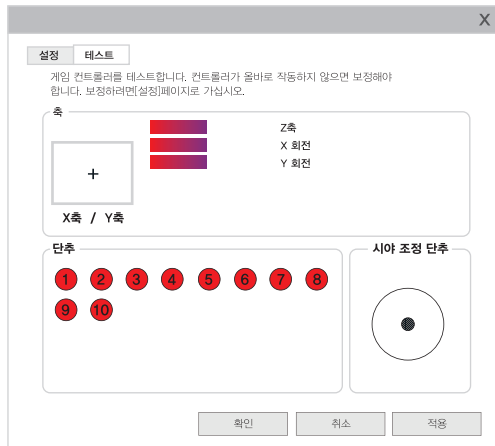 X
설정 테스트
게임 컨트롤러를 테스트합니다. 컨트롤러가 올바로 작동하지 않으면 보정해야
합니다. 보정하려면[설정]페이지로 가십시오.
축
Z축
X 회전
Y 회전
X축 / Y축
단추
1 2 3 4 5 6 7 8
9 10
시야 조정 단추
확인 취소 적용